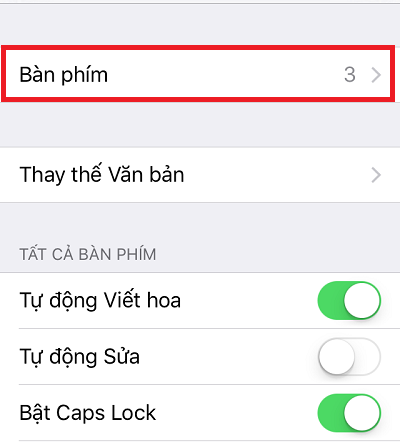 Bàn phím 3
Thay thế Văn bản
TẤT CẢ BÀN PHÍM
Tự động Viết hoa
Tự động Sửa
Bật Caps Lock